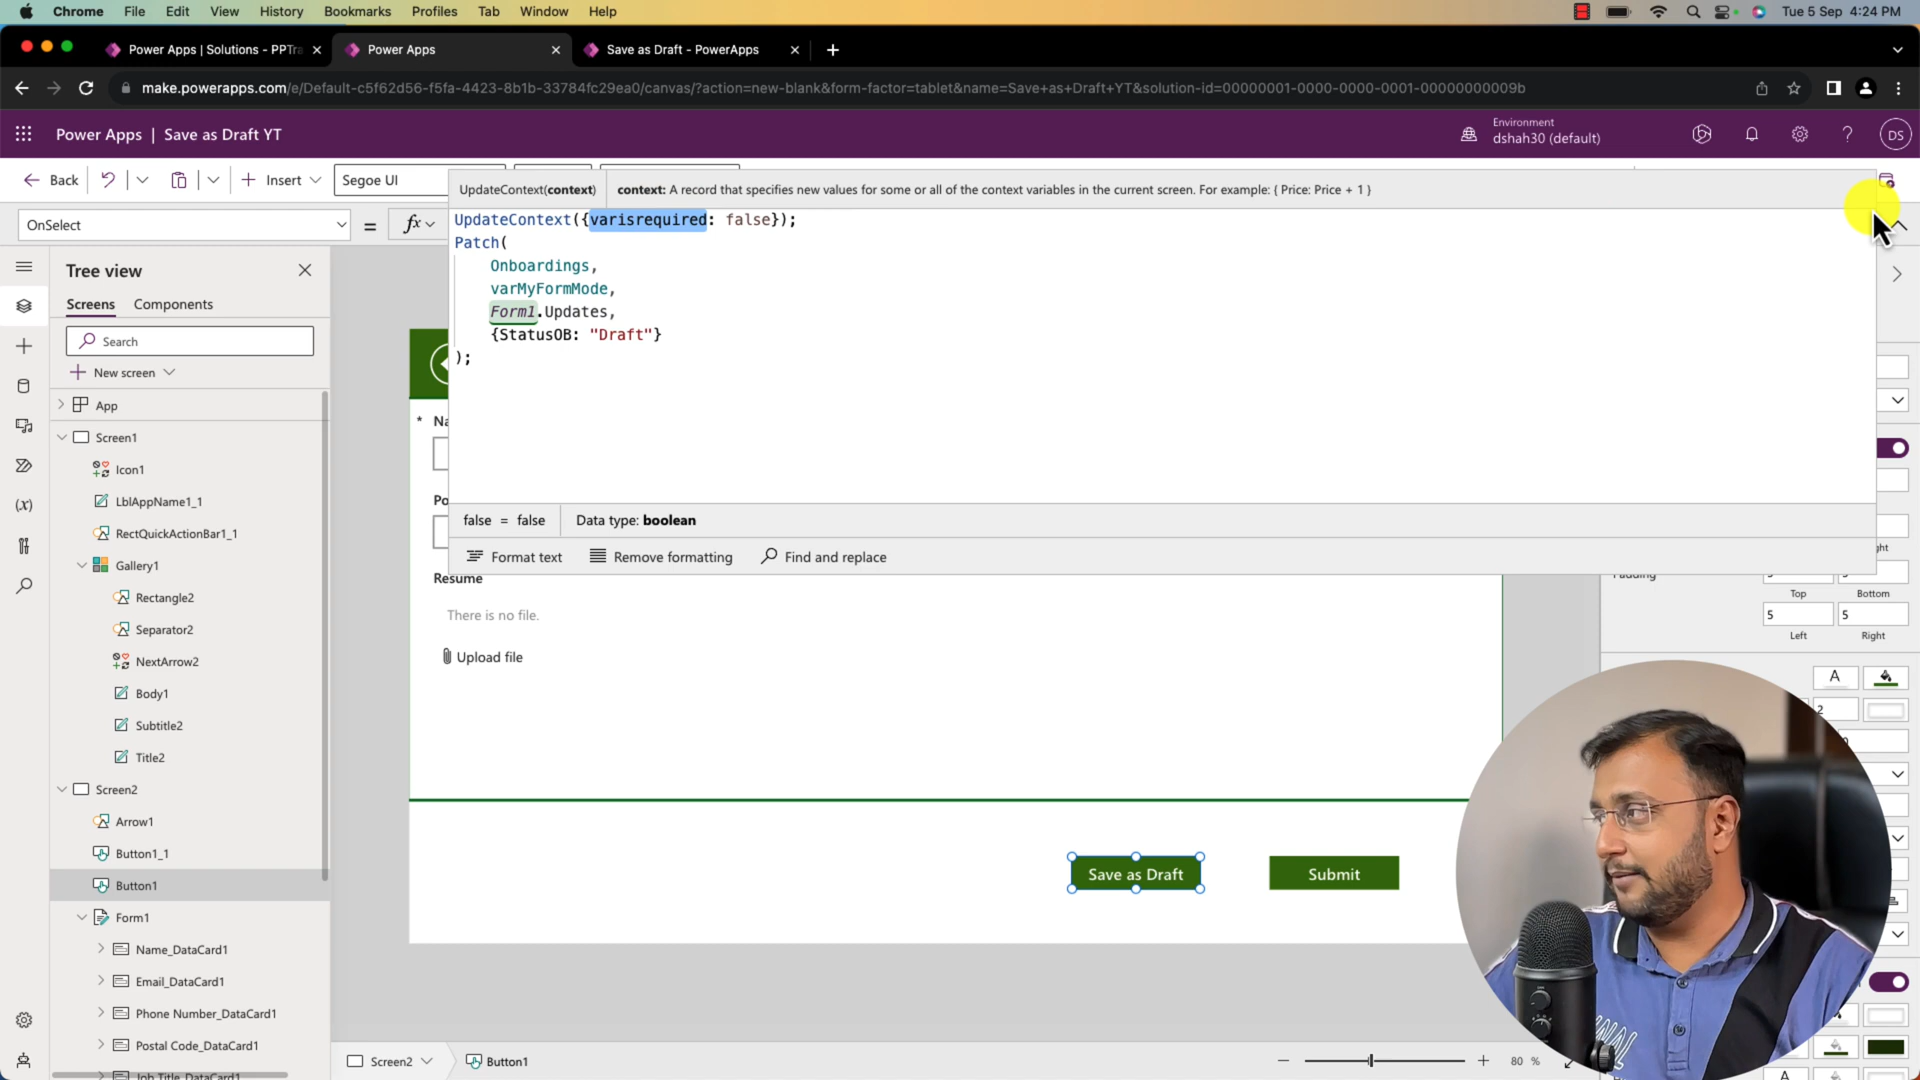 Chrome File Edit View History Bookmarks Profiles Tab Window Help Tue 5 Sep 4:24 PM
Power Apps | Solutions - PPTra Power Apps Save as Draft - PowerApps
make.powerapps.com/e/Default-c5f62d56-f5fa-4423-8b1b-33784fc29ea0/canvas/?action=new-blank&form-factor=tablet&name=Save+as+Draft+YT&solution-id=00000001-0000-0000-0001-00000000009b
Power Apps | Save as Draft YT
Environment
dshah30 (default)
DS
Back Insert Segoe UI
UpdateContext(context) context: A record that specifies new values for some or all of the context variables in the current screen. For example: { Price: Price + 1 }
OnSelect = fx
UpdateContext({varisrequired: false});
Patch(
Onboardings,
varMyFormMode,
Form1.Updates,
{StatusOB: "Draft"}
);
false = false Data type: boolean
Format text Remove formatting Find and replace
Tree view
Screens Components
Search
New screen
App
Screen1
Icon1
LblAppName1_1
RectQuickActionBar1_1
Gallery1
Rectangle2
Separator2
NextArrow2
Body1
Subtitle2
Title2
Screen2
Arrow1
Button1_1
Button1
Form1
Name_DataCard1
Email_DataCard1
Phone Number_DataCard1
Postal Code_DataCard1
Job Title_DataCard1
* Na
Po
Resume
There is no file.
Upload file
Save as Draft Submit
Padding
Top Bottom
5 5
Left Right
A
2
A
Screen2 Button1
80 %